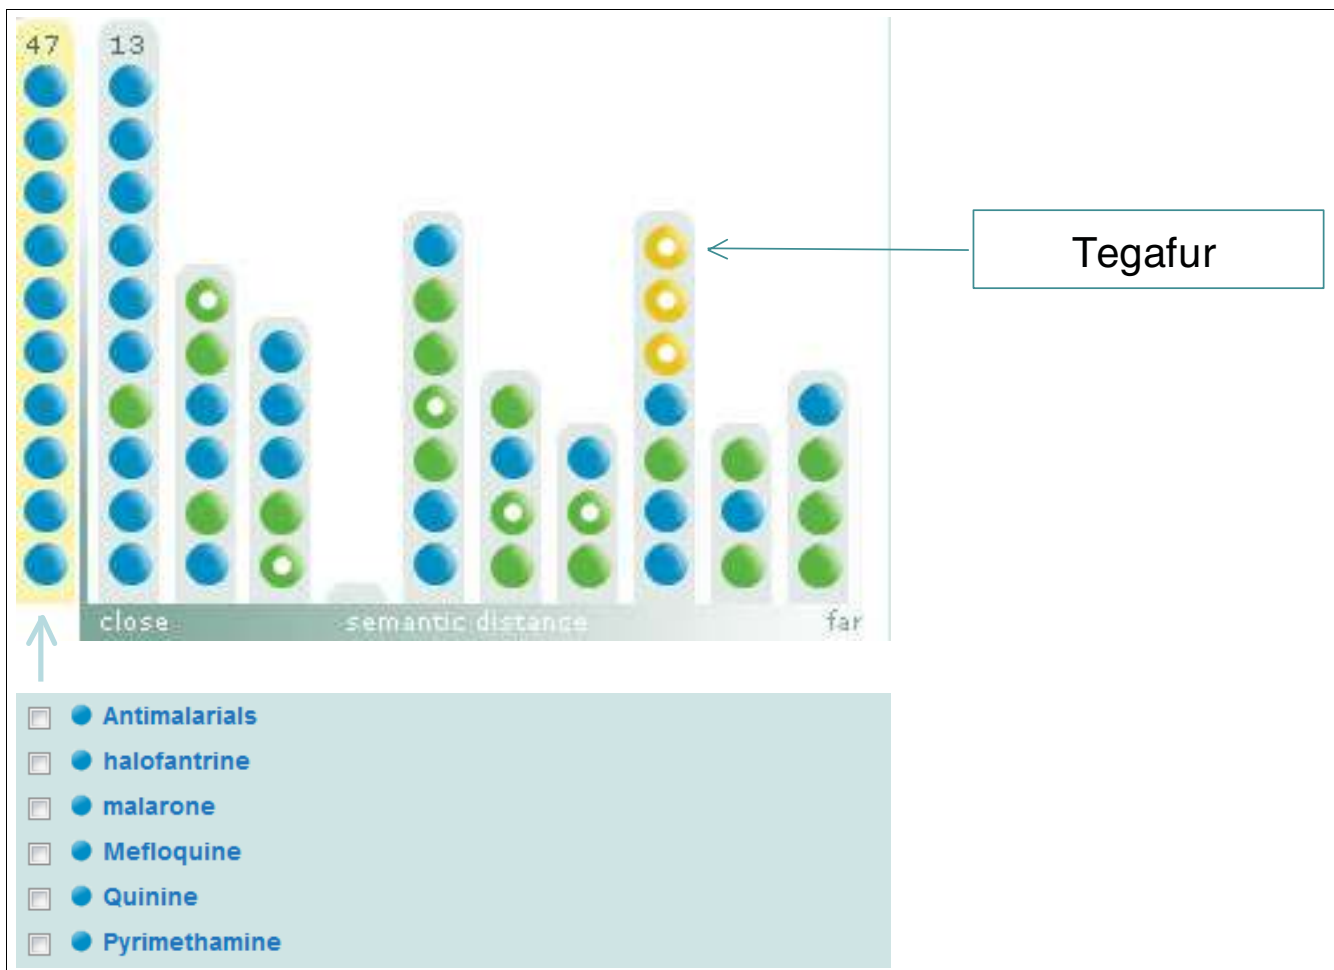 47 13
Tegafur
close semantic distance far
Antimalarials
halofantrine
malarone
Mefloquine
Quinine
Pyrimethamine